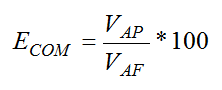 E_COM = V_AP / V_AF * 100